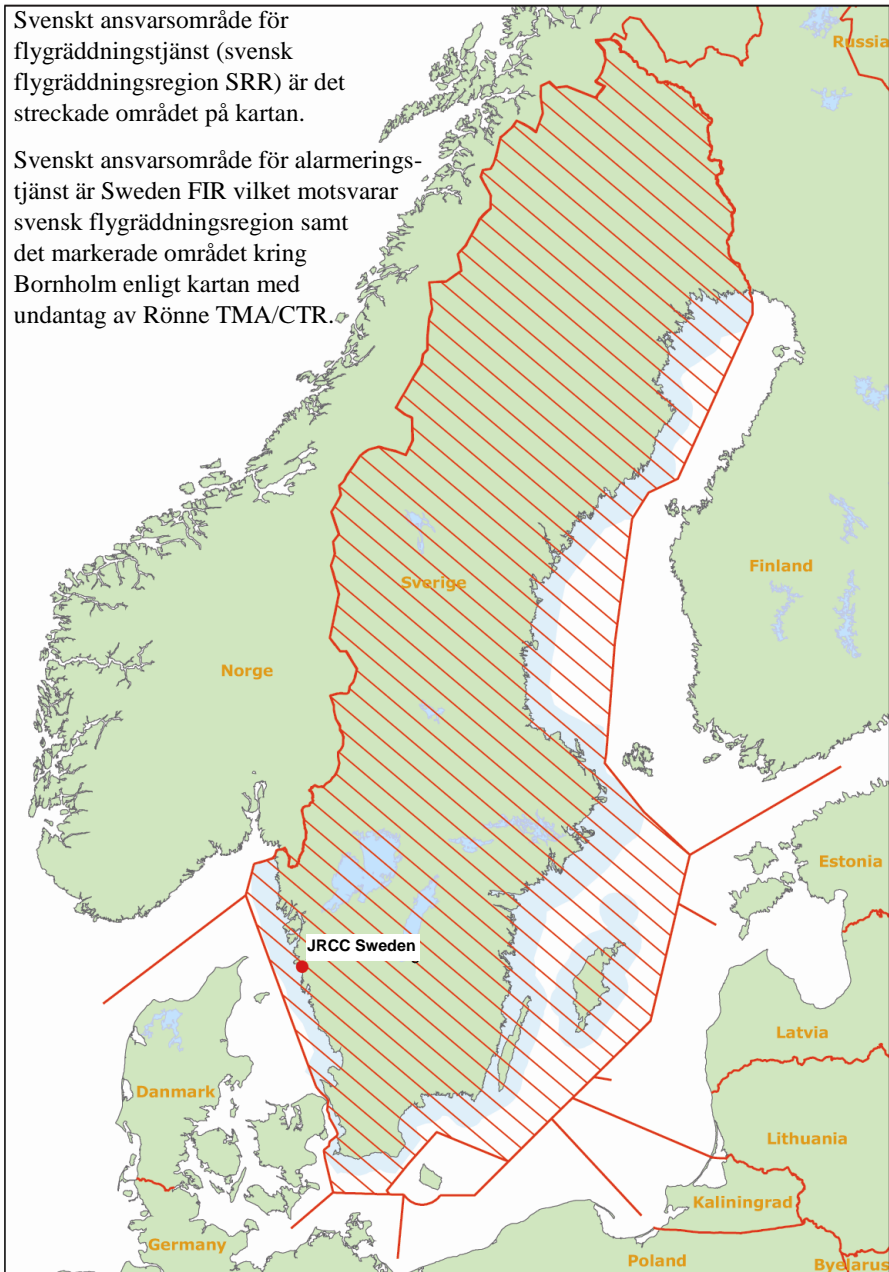 Svenskt ansvarsområde för
flygräddningstjänst (svensk
flygräddningsregion SRR) är det
streckade området på kartan.
Svenskt ansvarsområde för alarmerings-
tjänst är Sweden FIR vilket motsvarar
svensk flygräddningsregion samt
det markerade området kring
Bornholm enligt kartan med
undantag av Rönne TMA/CTR.
Russia
Sverige
Finland
Norge
Estonia
JRCC Sweden
Latvia
Danmark
Lithuania
Kaliningrad
Germany
Poland
Byelarus